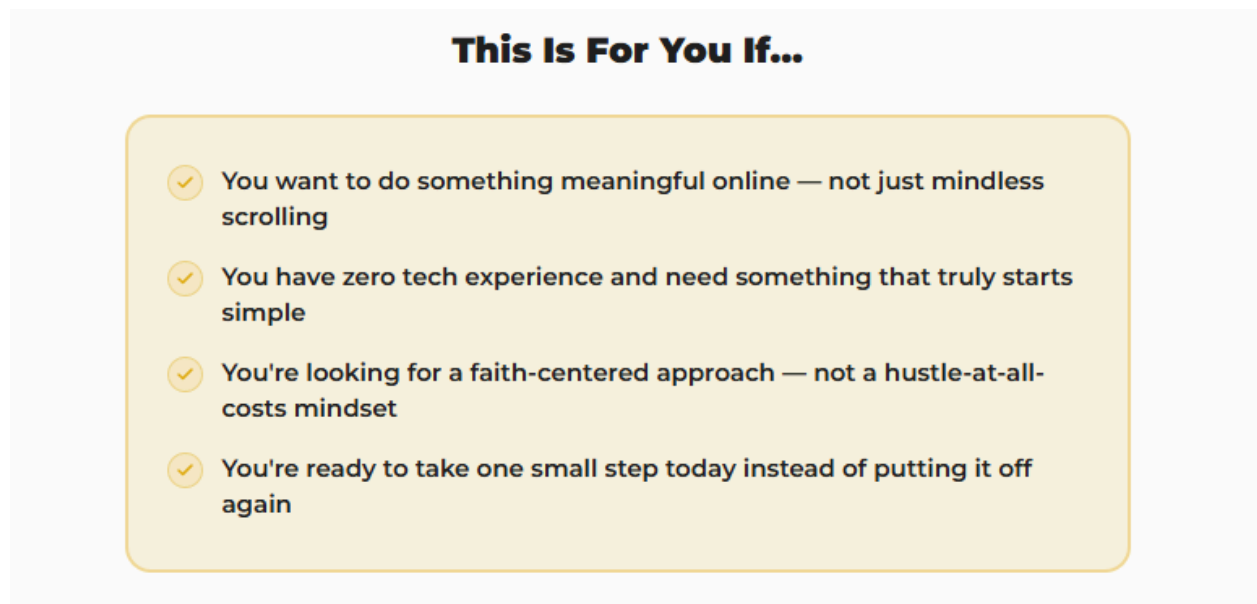 This Is For You If...
You want to do something meaningful online — not just mindless
scrolling
You have zero tech experience and need something that truly starts
simple
You're looking for a faith-centered approach — not a hustle-at-all-
costs mindset
You're ready to take one small step today instead of putting it off
again